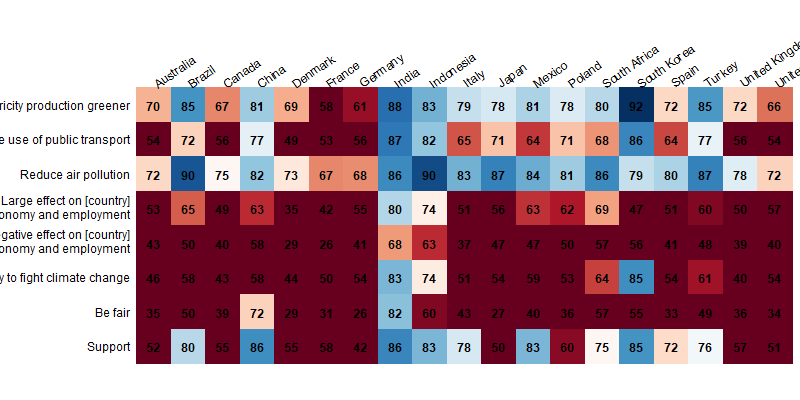 Australia Brazil Canada China Denmark France Germany India Indonesia Italy Japan Mexico Poland South Africa South Korea Spain Turkey United Kingd Unite
ricity production greener 70 85 67 81 69 58 61 88 83 79 78 81 78 80 92 72 85 72 66
e use of public transport 54 72 56 77 49 53 56 87 82 65 71 64 71 68 86 64 77 56 54
Reduce air pollution 72 90 75 82 73 67 68 86 90 83 87 84 81 86 79 80 87 78 72
Large effect on [country]
onomy and employment 53 65 49 63 35 42 55 80 74 51 56 63 62 69 47 51 60 50 57
gative effect on [country]
onomy and employment 43 50 40 58 29 26 41 68 63 37 47 47 50 57 56 41 48 39 40
y to fight climate change 46 58 43 58 44 50 54 83 74 51 54 59 53 64 85 54 61 40 54
Be fair 35 50 39 72 29 31 26 82 60 43 27 40 36 57 55 33 49 36 34
Support 52 80 55 86 55 58 42 86 83 78 50 83 60 75 85 72 76 57 51